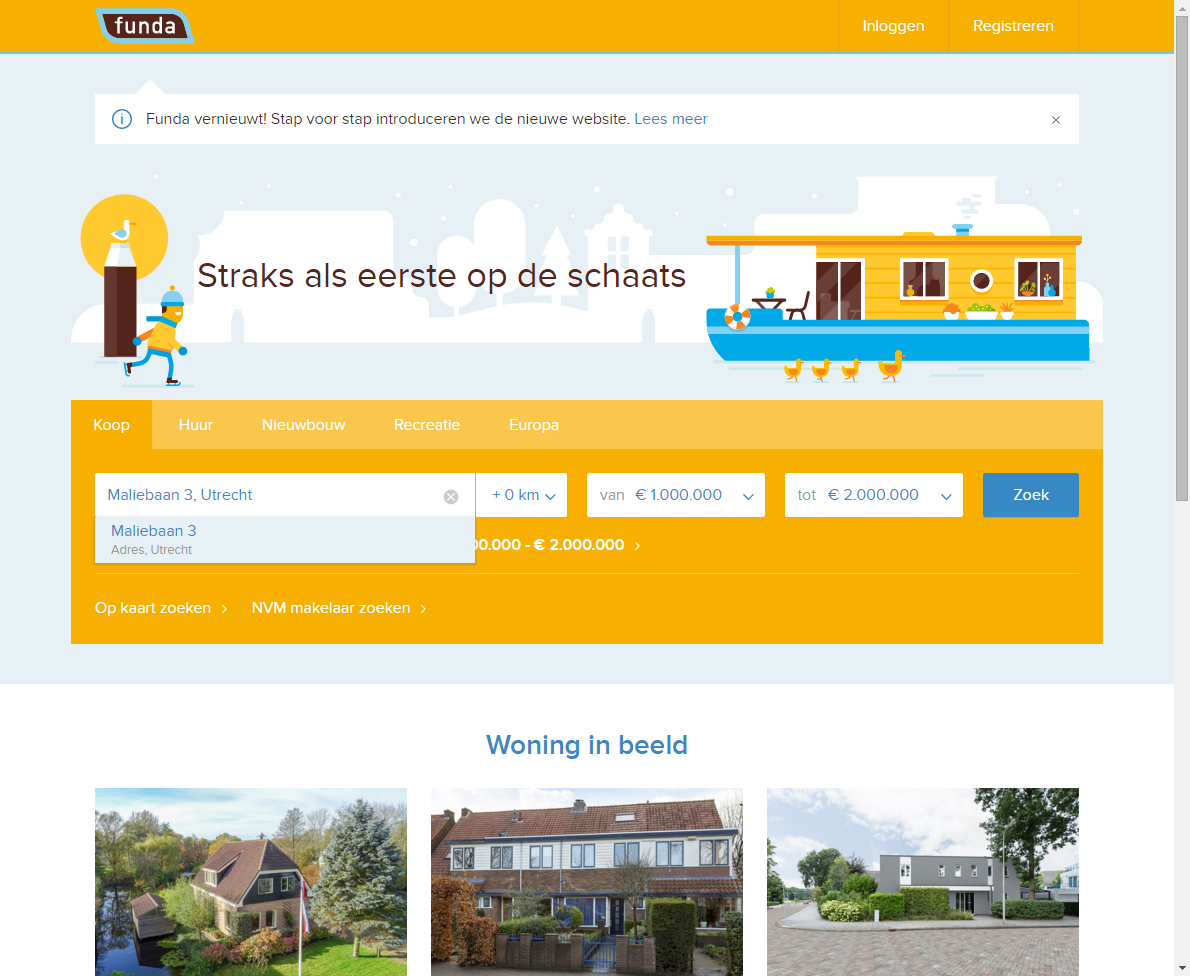 funda
Inloggen
Registreren
Funda vernieuwt! Stap voor stap introduceren we de nieuwe website. Lees meer
Straks als eerste op de schaats
Koop
Huur
Nieuwbouw
Recreatie
Europa
Maliebaan 3, Utrecht
+ 0 km
van € 1.000.000
tot € 2.000.000
Zoek
Maliebaan 3
Adres, Utrecht
00.000 - € 2.000.000
Op kaart zoeken
NVM makelaar zoeken
Woning in beeld